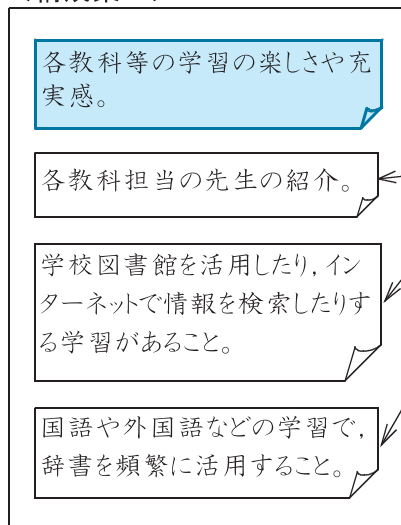 各教科等の学習の楽しさや充
実感。
各教科担当の先生の紹介。
学校図書館を活用したり，イン
ターネットで情報を検索したりす
る学習があること。
国語や外国語などの学習で，
辞書を頻繁に活用すること。